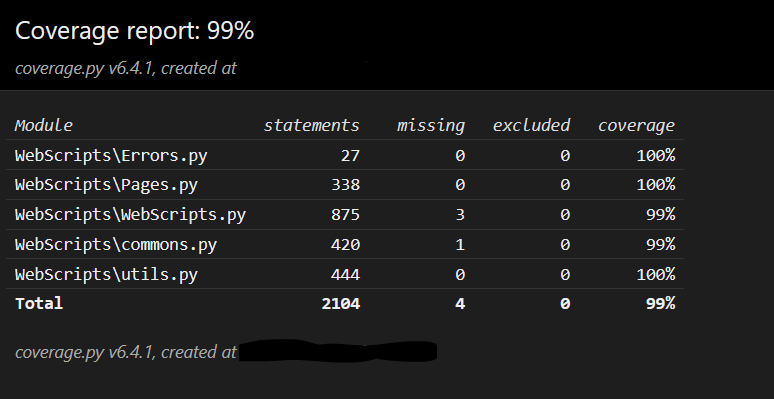 Coverage report: 99%
coverage.py v6.4.1, created at
Module statements missing excluded coverage
WebScripts\Errors.py 27 0 0 100%
WebScripts\Pages.py 338 0 0 100%
WebScripts\WebScripts.py 875 3 0 99%
WebScripts\commons.py 420 1 0 99%
WebScripts\utils.py 444 0 0 100%
Total 2104 4 0 99%
coverage.py v6.4.1, created at